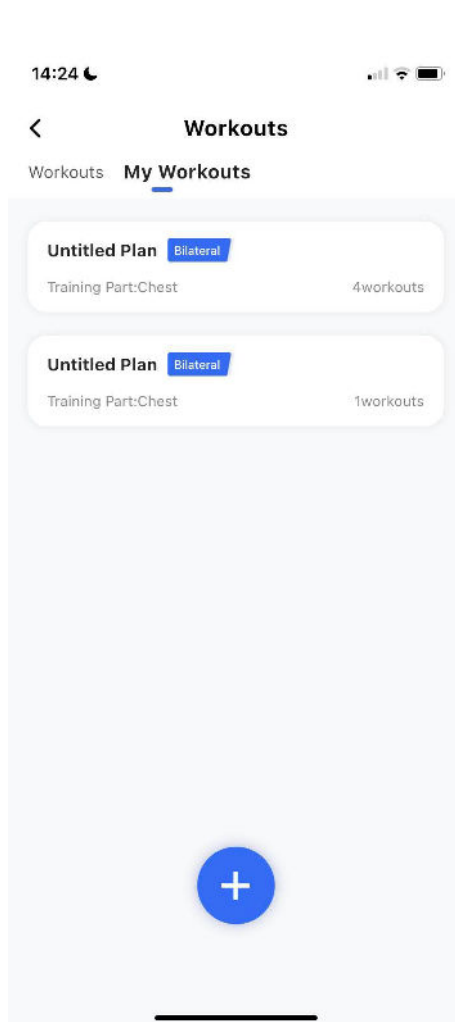 14:24
Workouts
Workouts My Workouts
Untitled Plan Bilateral
Training Part:Chest 4workouts
Untitled Plan Bilateral
Training Part:Chest 1workouts